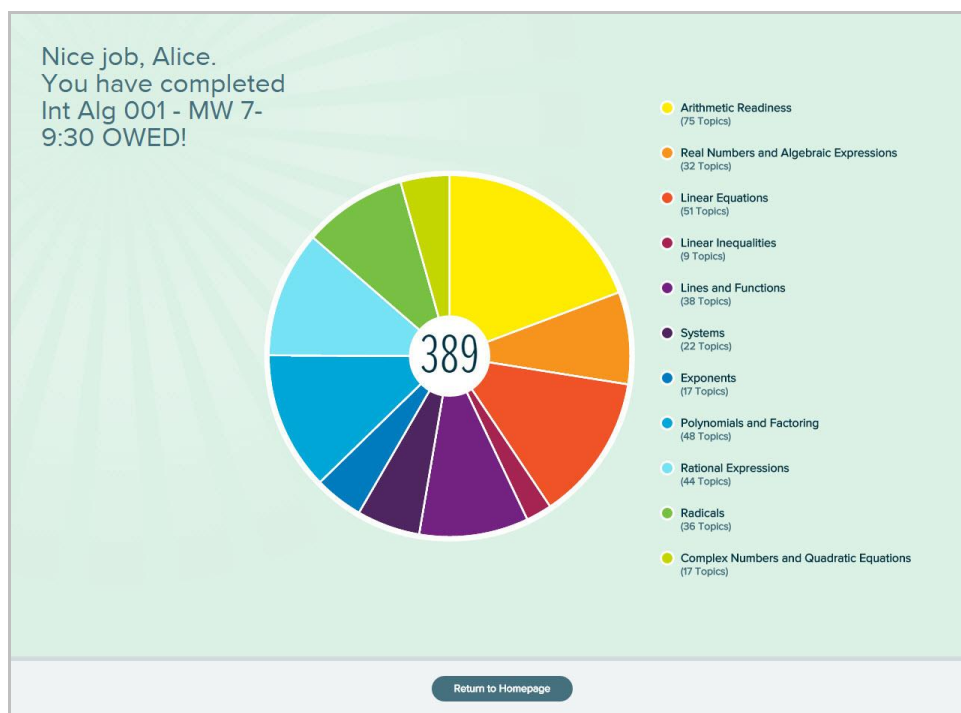 Nice job, Alice.
You have completed
Int Alg 001 - MW 7-
9:30 OWED!
389
Arithmetic Readiness
(75 Topics)
Real Numbers and Algebraic Expressions
(32 Topics)
Linear Equations
(51 Topics)
Linear Inequalities
(9 Topics)
Lines and Functions
(38 Topics)
Systems
(22 Topics)
Exponents
(17 Topics)
Polynomials and Factoring
(48 Topics)
Rational Expressions
(44 Topics)
Radicals
(36 Topics)
Complex Numbers and Quadratic Equations
(17 Topics)
Return to Homepage